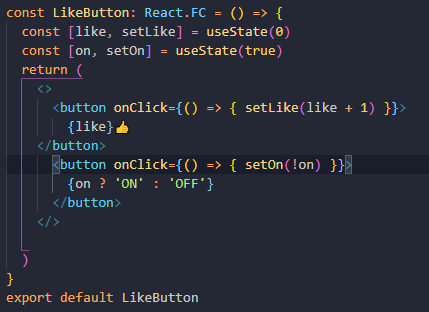 const LikeButton: React.FC = () => {
  const [like, setLike] = useState(0)
  const [on, setOn] = useState(true)
  return (
    <>
      <button onClick={() => { setLike(like + 1) }}>
        {like}👍
    </button>
      <button onClick={() => { setOn(!on) }}>
        {on ? 'ON' : 'OFF'}
      </button>
    </>
  )
}
export default LikeButton